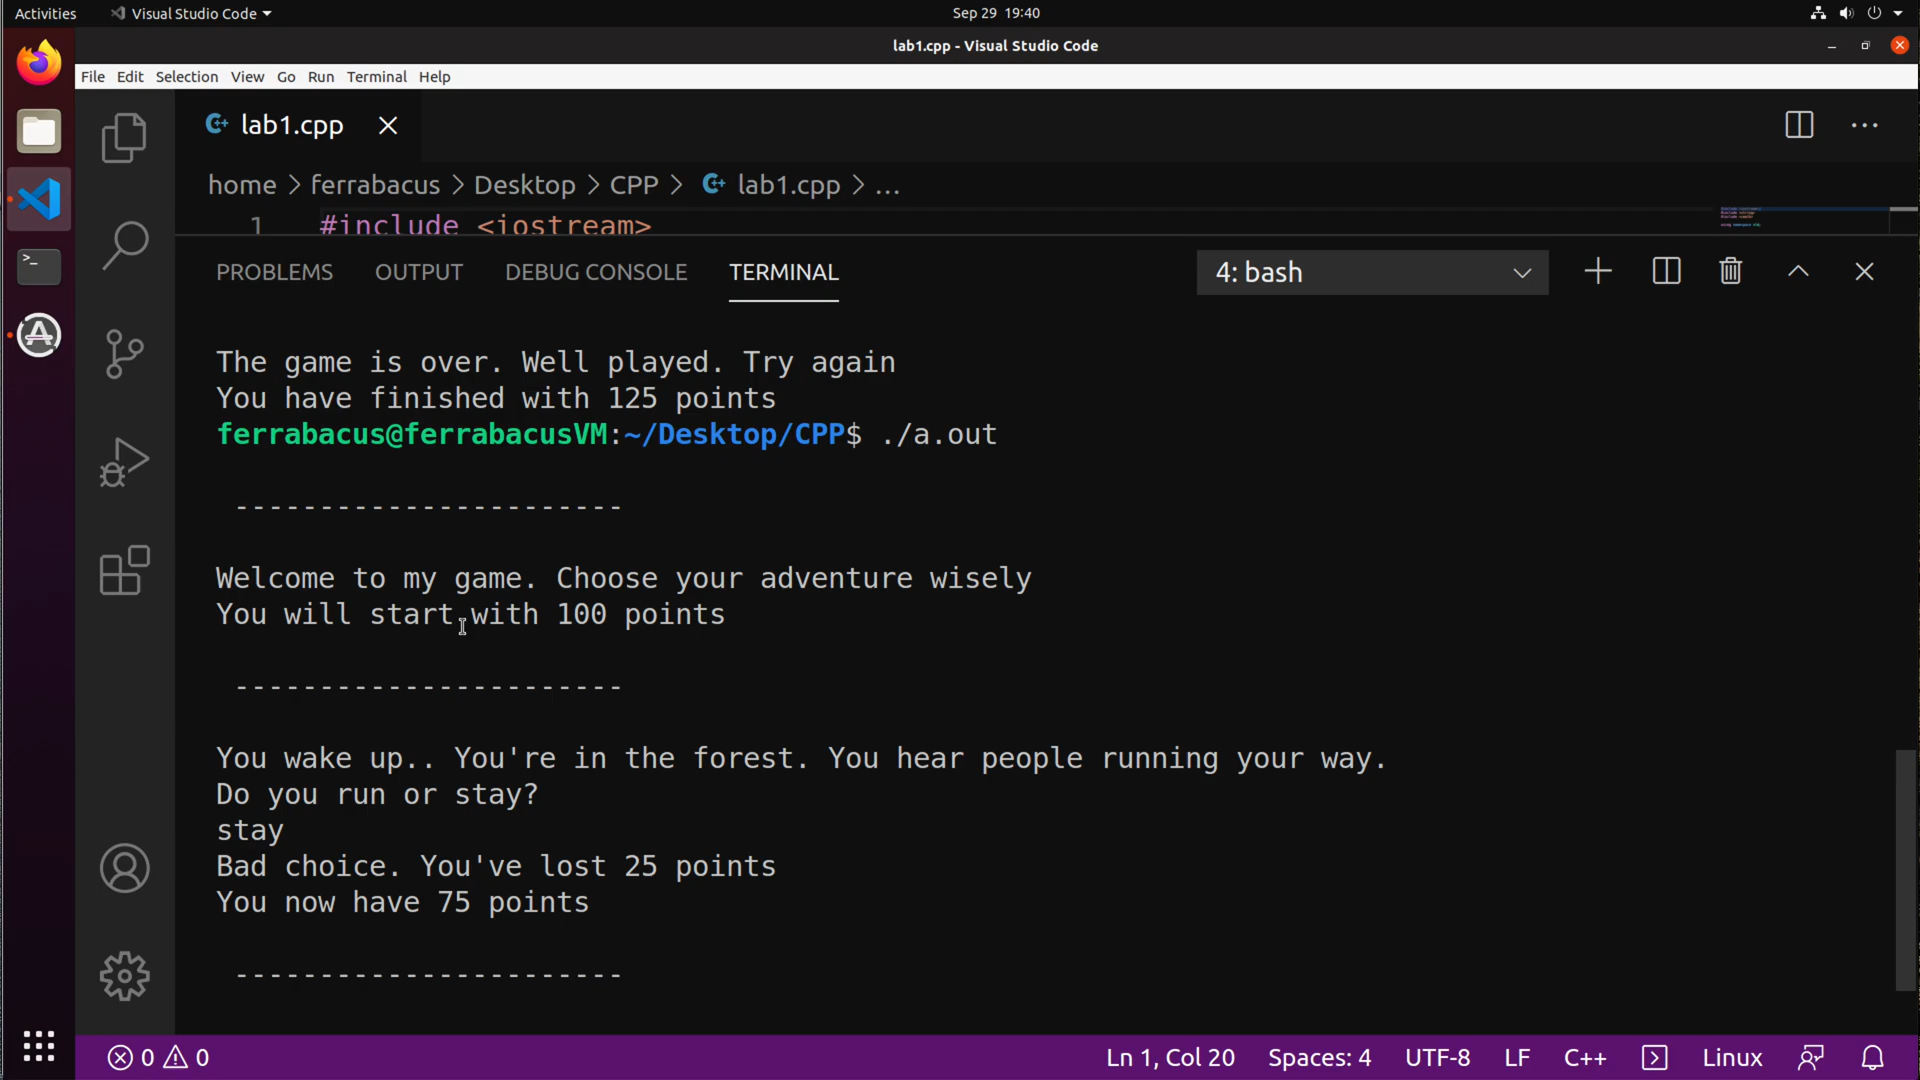 Activities
Visual Studio Code
Sep 29 19:40
lab1.cpp - Visual Studio Code
File Edit Selection View Go Run Terminal Help
lab1.cpp
home > ferrabacus > Desktop > CPP > lab1.cpp > ...
1 #include <iostream>
PROBLEMS OUTPUT DEBUG CONSOLE TERMINAL
4: bash
The game is over. Well played. Try again
You have finished with 125 points
ferrabacus@ferrabacusVM:~/Desktop/CPP$ ./a.out
-----------------------
Welcome to my game. Choose your adventure wisely
You will start with 100 points
-----------------------
You wake up.. You're in the forest. You hear people running your way.
Do you run or stay?
stay
Bad choice. You've lost 25 points
You now have 75 points
-----------------------
0 0
Ln 1, Col 20 Spaces: 4 UTF-8 LF C++ Linux